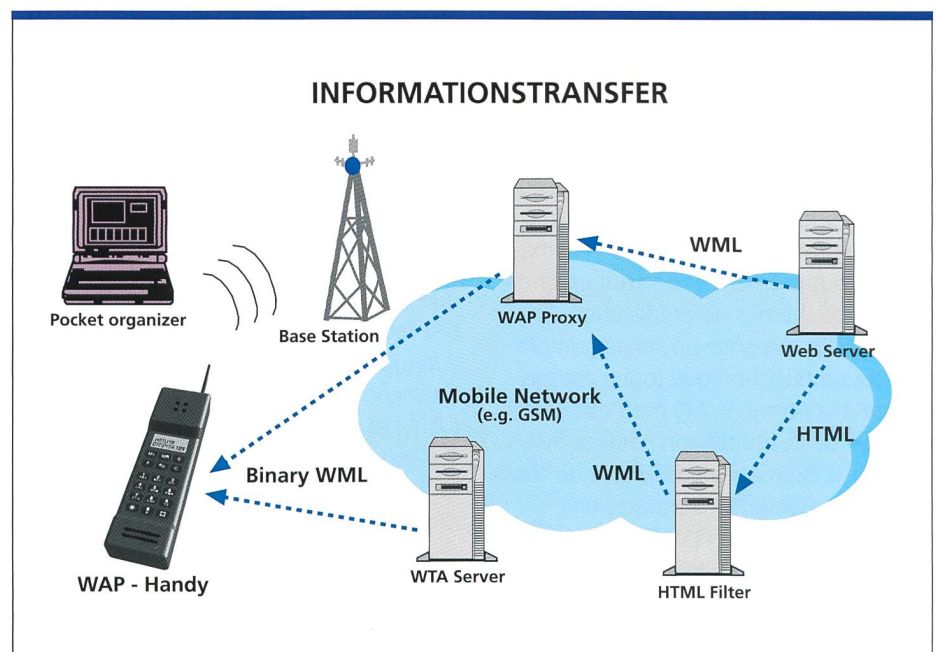 INFORMATIONSTRANSFER
Pocket organizer
Base Station
WAP Proxy
WML
Web Server
Mobile Network
(e.g. GSM)
HTML
WML
Binary WML
WAP - Handy
WTA Server
HTML Filter